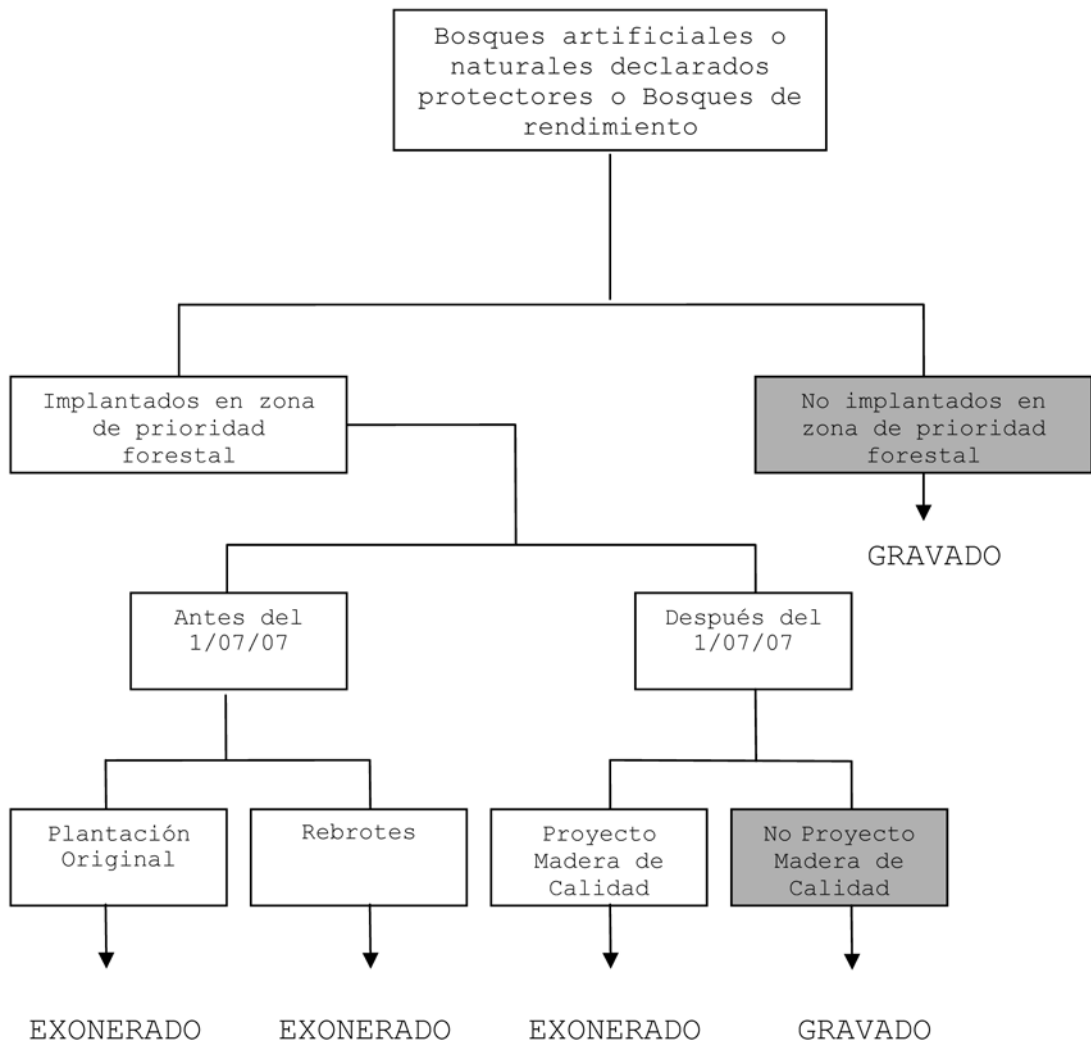 Bosques artificiales o
naturales declarados
protectores o Bosques de
rendimiento
Implantados en zona
de prioridad
forestal
No implantados en
zona de prioridad
forestal
GRAVADO
Antes del
1/07/07
Después del
1/07/07
Plantación
Original
Rebrotes
Proyecto
Madera de
Calidad
No Proyecto
Madera de
Calidad
EXONERADO
EXONERADO
EXONERADO
GRAVADO